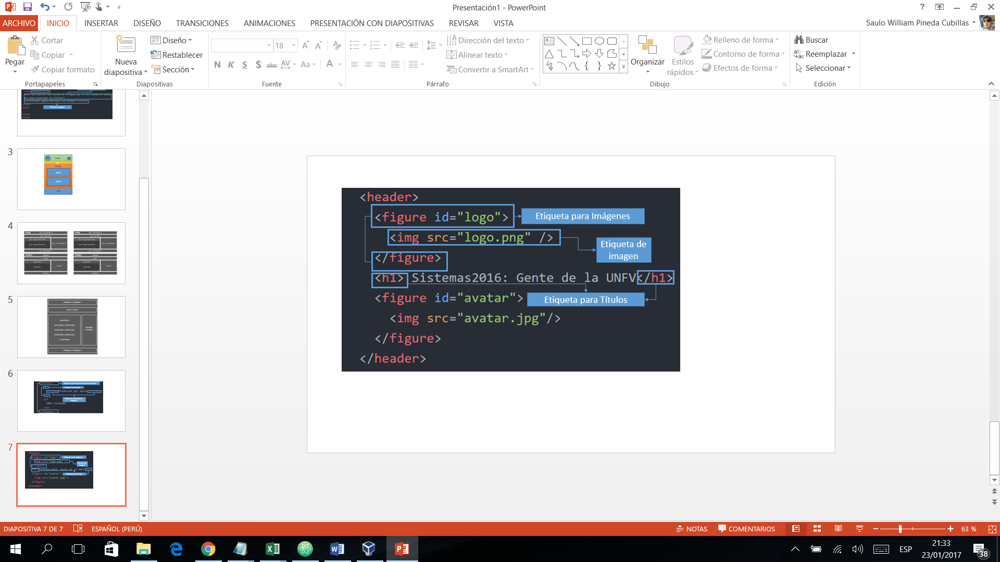 Presentación1 - PowerPoint
ARCHIVO INICIO INSERTAR DISEÑO TRANSICIONES ANIMACIONES PRESENTACIÓN CON DIAPOSITIVAS REVISAR VISTA
Saulo William Pineda Cubillas
Pegar
Cortar
Copiar
Copiar formato
Portapapeles
Nueva diapositiva
Diseño
Restablecer
Sección
Diapositivas
18
N K S S abc AV Aa A
Fuente
Dirección del texto
Alinear texto
Convertir a SmartArt
Párrafo
Organizar
Estilos rápidos
Relleno de forma
Contorno de forma
Efectos de forma
Dibujo
Buscar
Reemplazar
Seleccionar
Edición
3
4
5
6
7
<header>
<figure id="logo">
Etiqueta para Imágenes
<img src="logo.png" />
Etiqueta de
imagen
</figure>
<h1> Sistemas2016: Gente de la UNFV</h1>
<figure id="avatar">
Etiqueta para Títulos
<img src="avatar.jpg"/>
</figure>
</header>
DIAPOSITIVA 7 DE 7
ESPAÑOL (PERÚ)
NOTAS
COMENTARIOS
63 %
ESP
21:33
23/01/2017
38